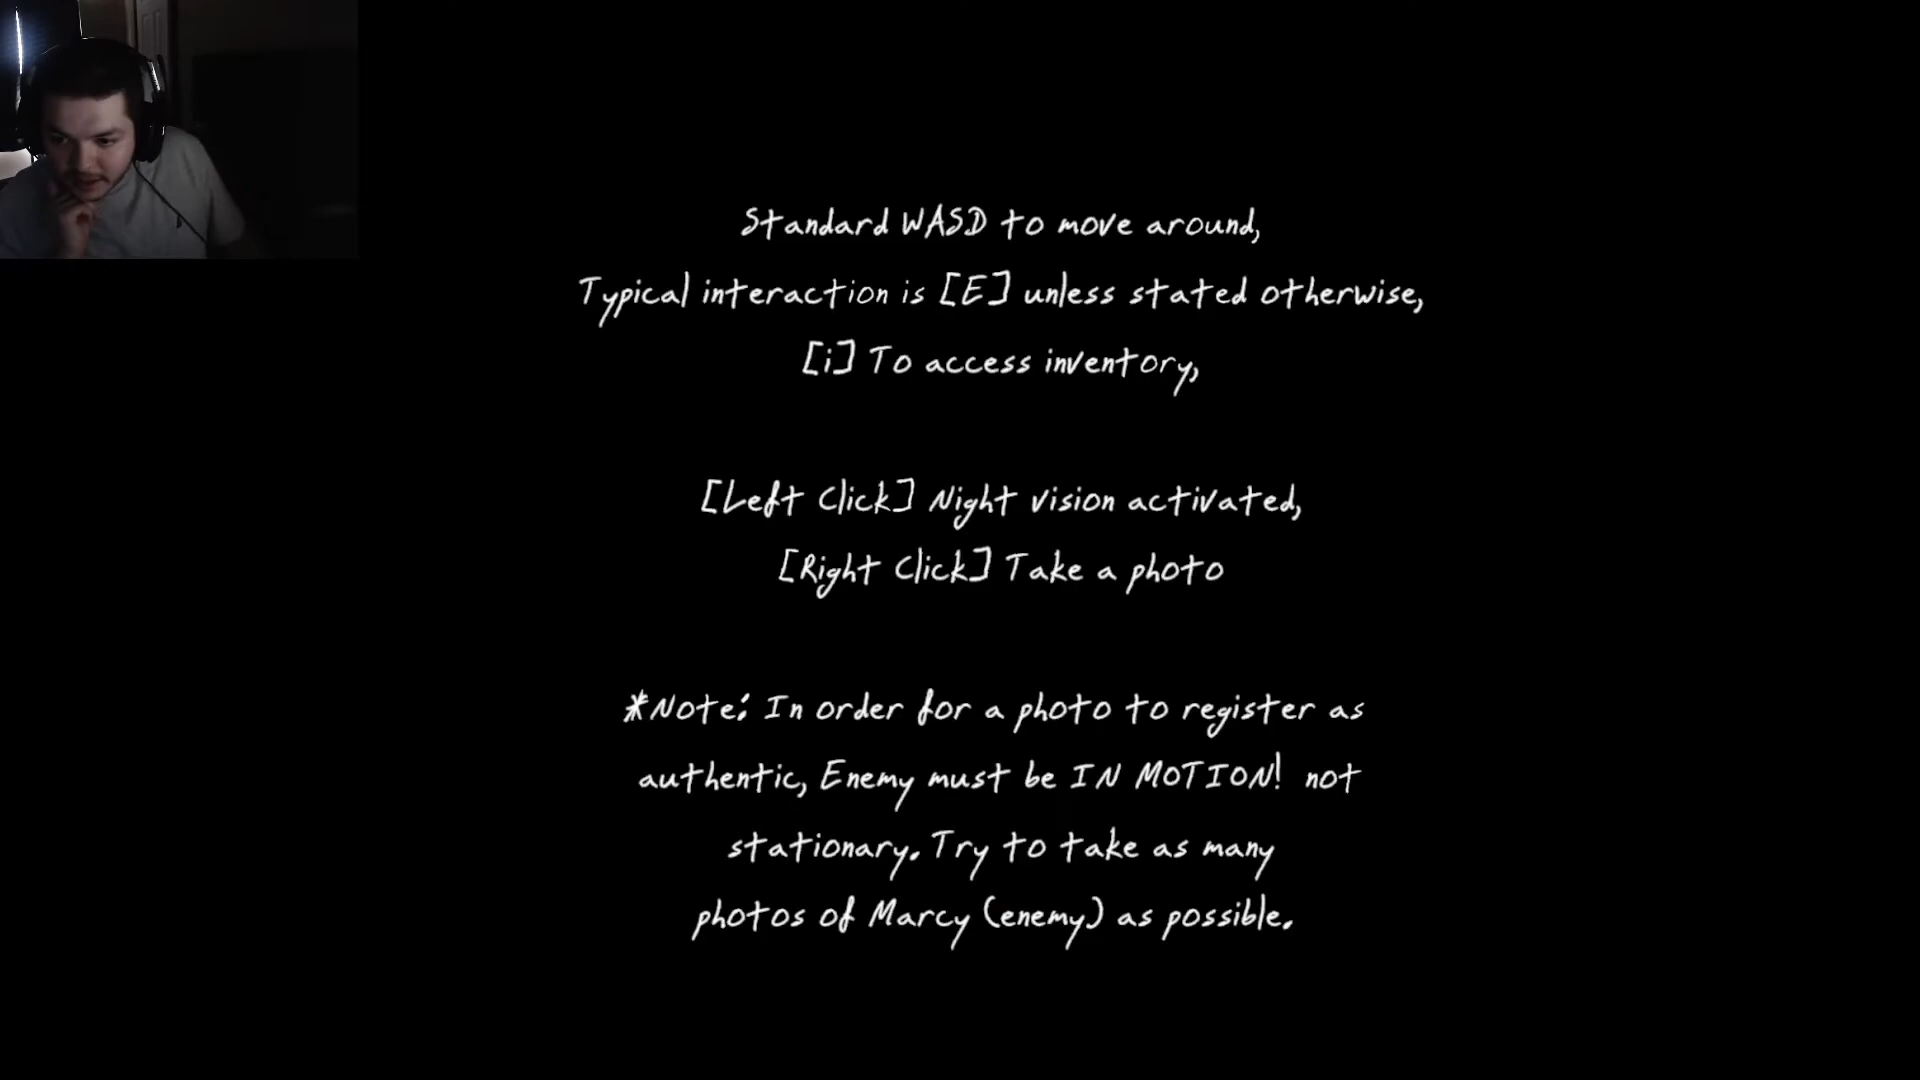 Standard WASD to move around,
Typical interaction is [E] unless stated otherwise,
[i] To access inventory,
[Left Click] Night vision activated,
[Right Click] Take a photo
*Note: In order for a photo to register as
authentic, Enemy must be IN MOTION! not
stationary. Try to take as many
photos of Marcy (enemy) as possible.